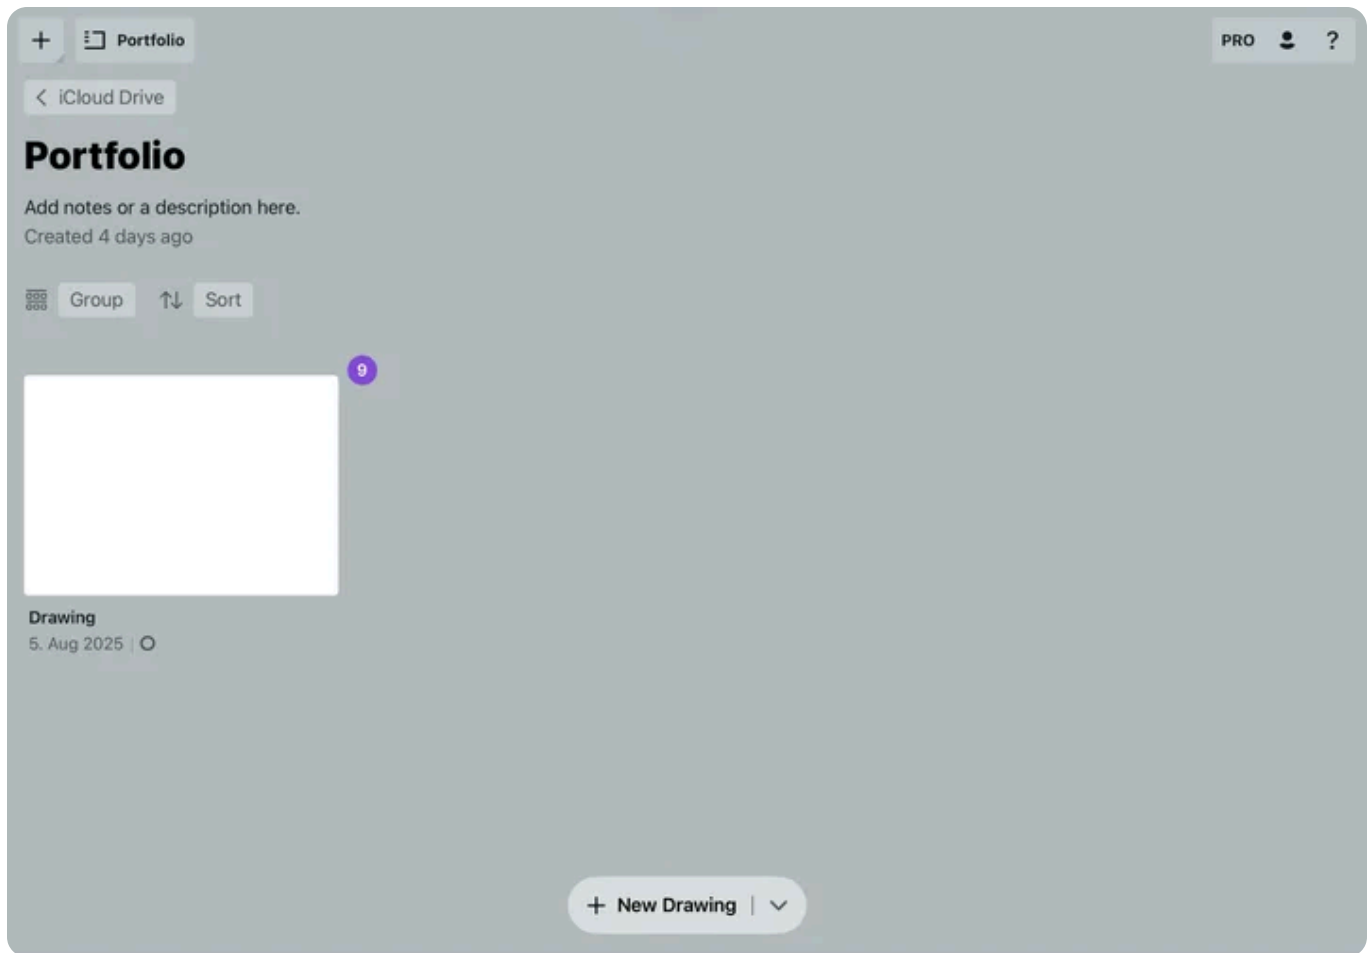 Portfolio
PRO
?
iCloud Drive
Portfolio
Add notes or a description here.
Created 4 days ago
Group
Sort
9
Drawing
5. Aug 2025
New Drawing